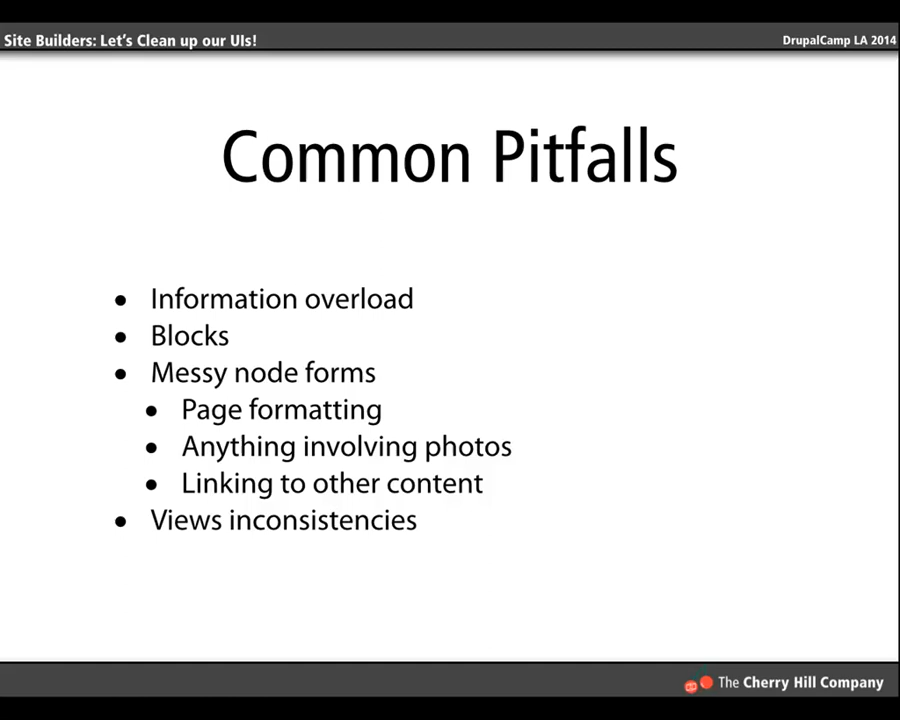 Site Builders: Let's Clean up our UIs!
DrupalCamp LA 2014
Common Pitfalls
• Information overload
• Blocks
• Messy node forms
• Page formatting
• Anything involving photos
• Linking to other content
• Views inconsistencies
The Cherry Hill Company